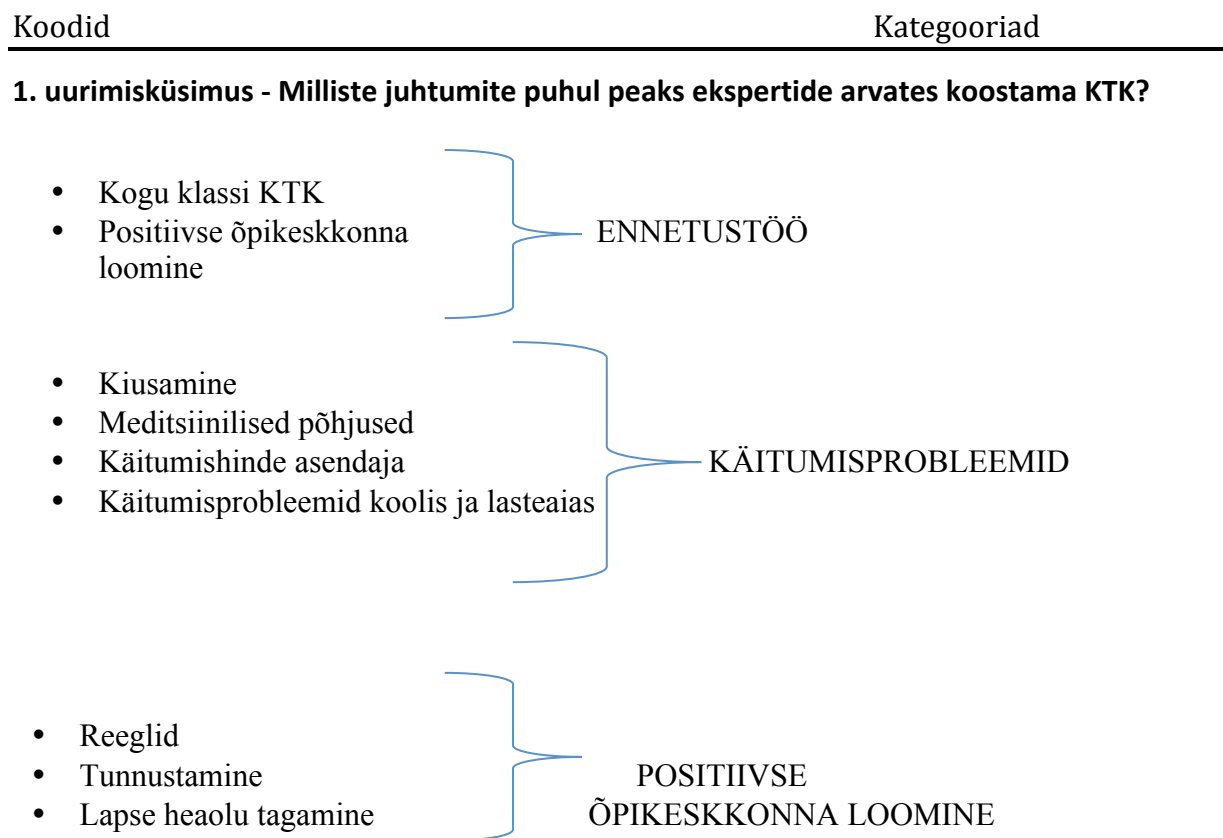 Koodid Kategooriad
1. uurimisküsimus - Milliste juhtumite puhul peaks ekspertide arvates koostama KTK?
• Kogu klassi KTK
• Positiivse õpikeskkonna
loomine
ENNETUSTÖÖ
• Kiusamine
• Meditsiinilised põhjused
• Käitumishinde asendaja
• Käitumisprobleemid koolis ja lasteaias
KÄITUMISPROBLEEMID
• Reeglid
• Tunnustamine
• Lapse heaolu tagamine
POSITIIVSE
ÕPIKESKKONNA LOOMINE